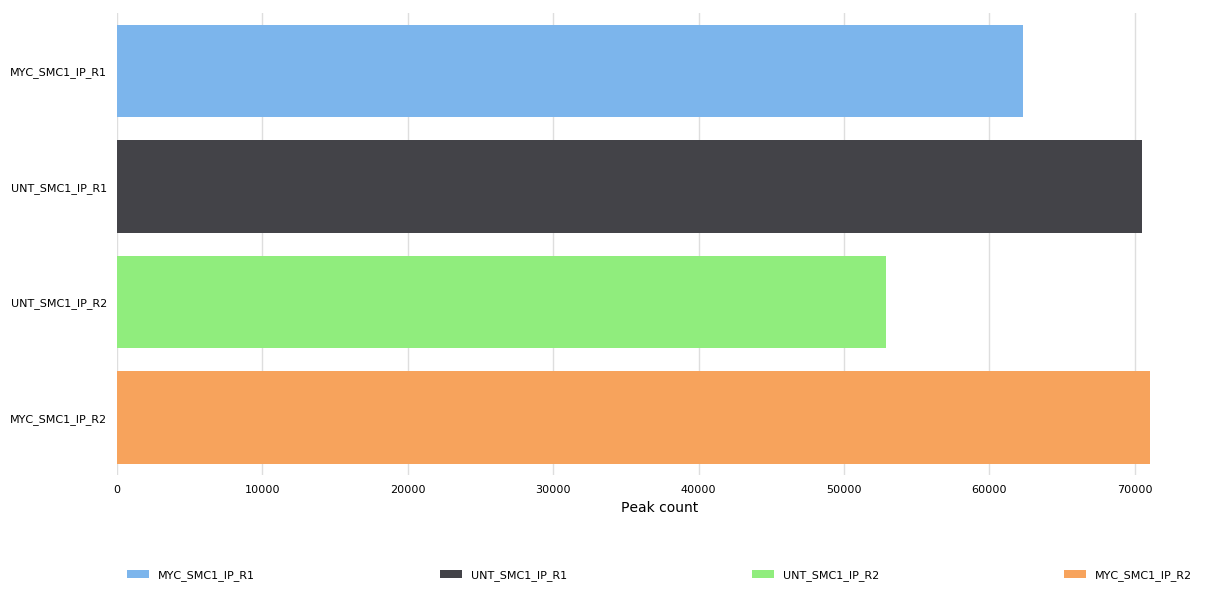 MYC_SMC1_IP_R1
UNT_SMC1_IP_R1
UNT_SMC1_IP_R2
MYC_SMC1_IP_R2
0 10000 20000 30000 40000 50000 60000 70000
Peak count
MYC_SMC1_IP_R1 UNT_SMC1_IP_R1 UNT_SMC1_IP_R2 MYC_SMC1_IP_R2